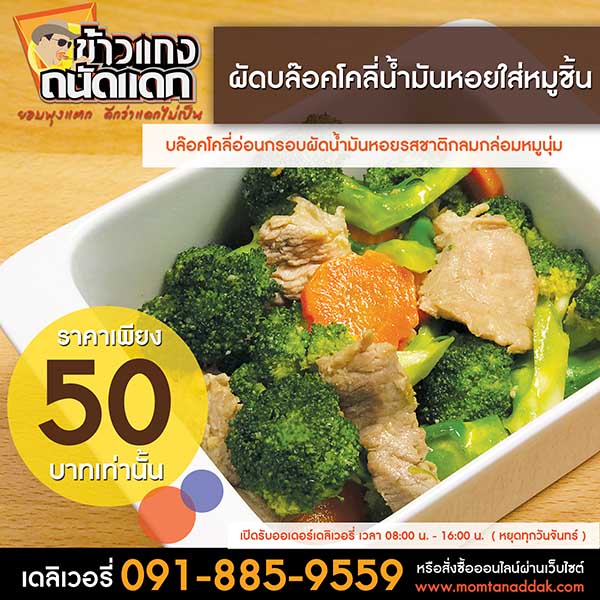 ข้าวแกง
ถนัดแดก
ยอมพุงแตก ดีกว่าแดกไม่เป็น
ผัดบล๊อคโคลี่น้ำมันหอยใส่หมูชิ้น
บล๊อคโคลี่อ่อนกรอบผัดน้ำมันหอยรสชาติกลมกล่อมหมูนุ่ม
ราคาเพียง
50
บาทเท่านั้น
เปิดรับออเดอร์เดลิเวอรี่ เวลา 08:00 น. - 16:00 น. ( หยุดทุกวันจันทร์ )
เดลิเวอรี่ 091-885-9559
หรือสั่งซื้อออนไลน์ผ่านเว็บไซต์
www.momtanaddak.com